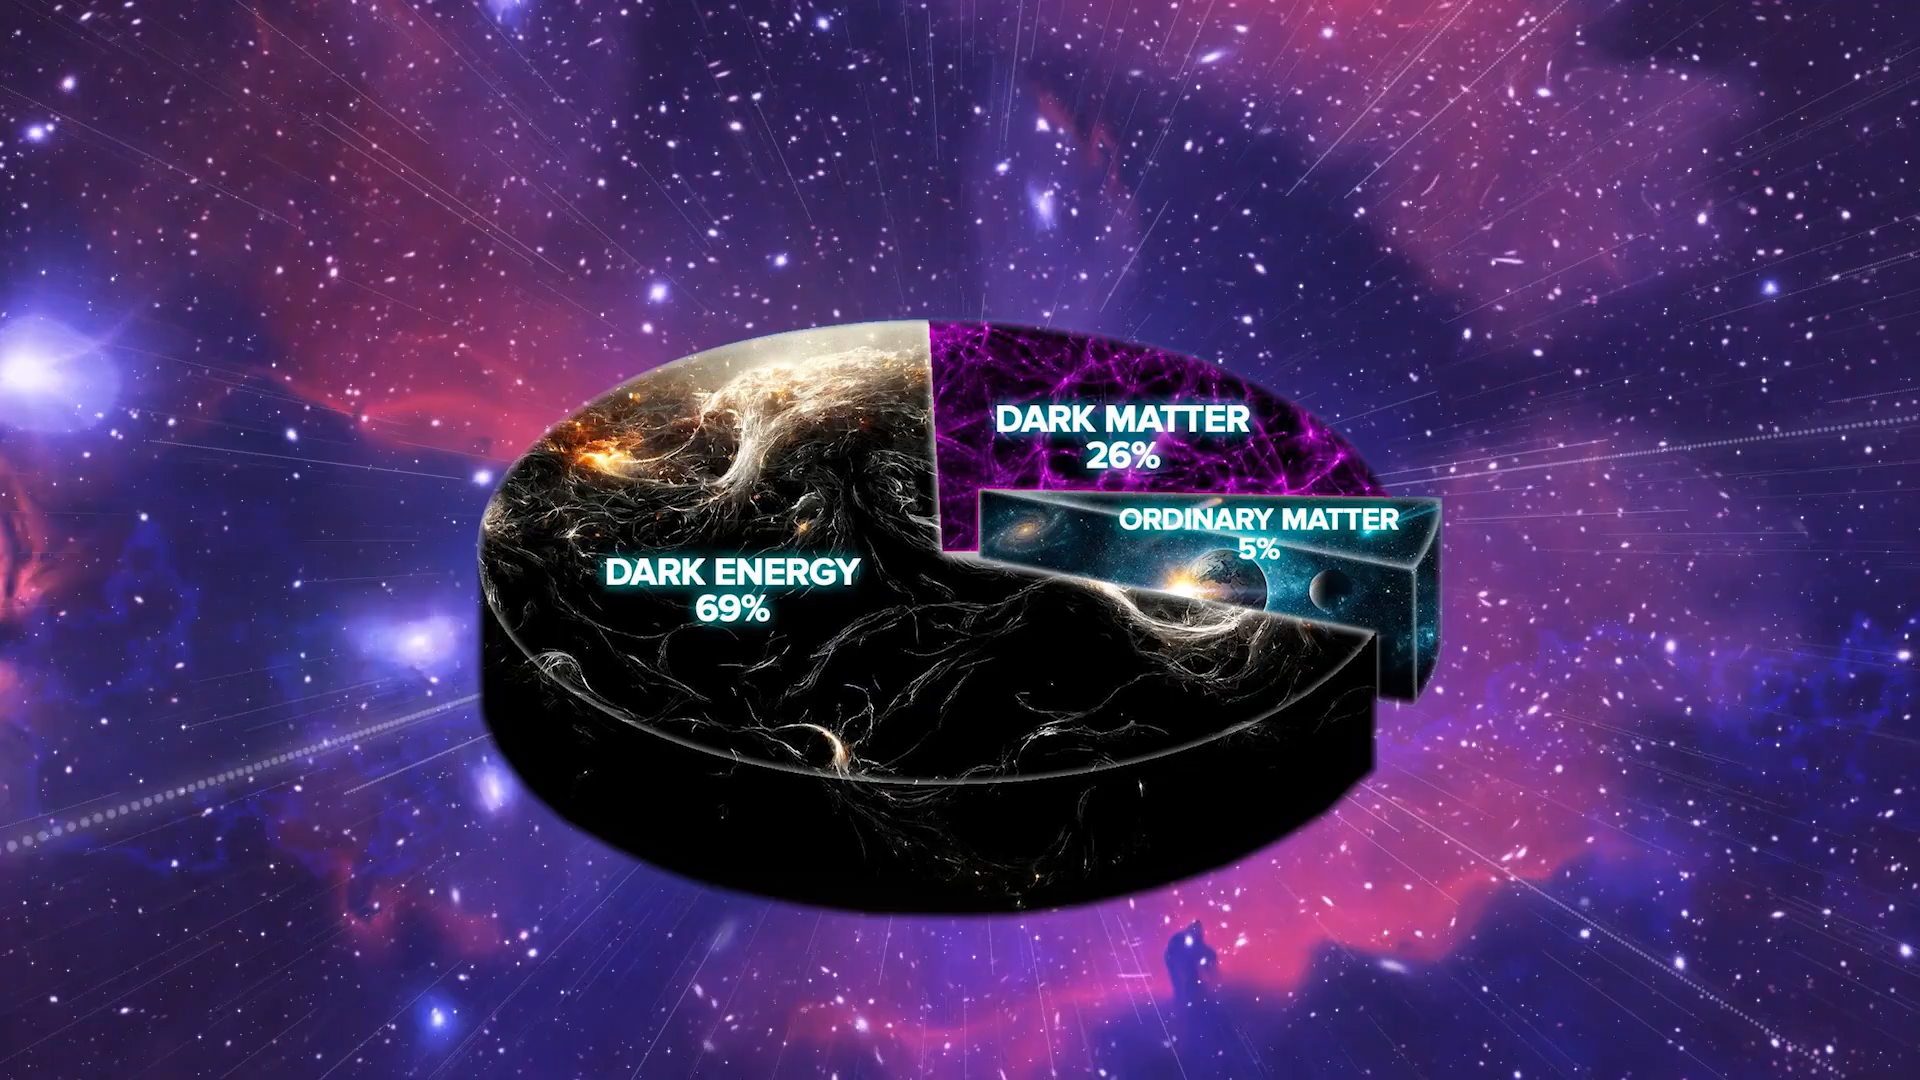 DARK MATTER
26%
ORDINARY MATTER
5%
DARK ENERGY
69%